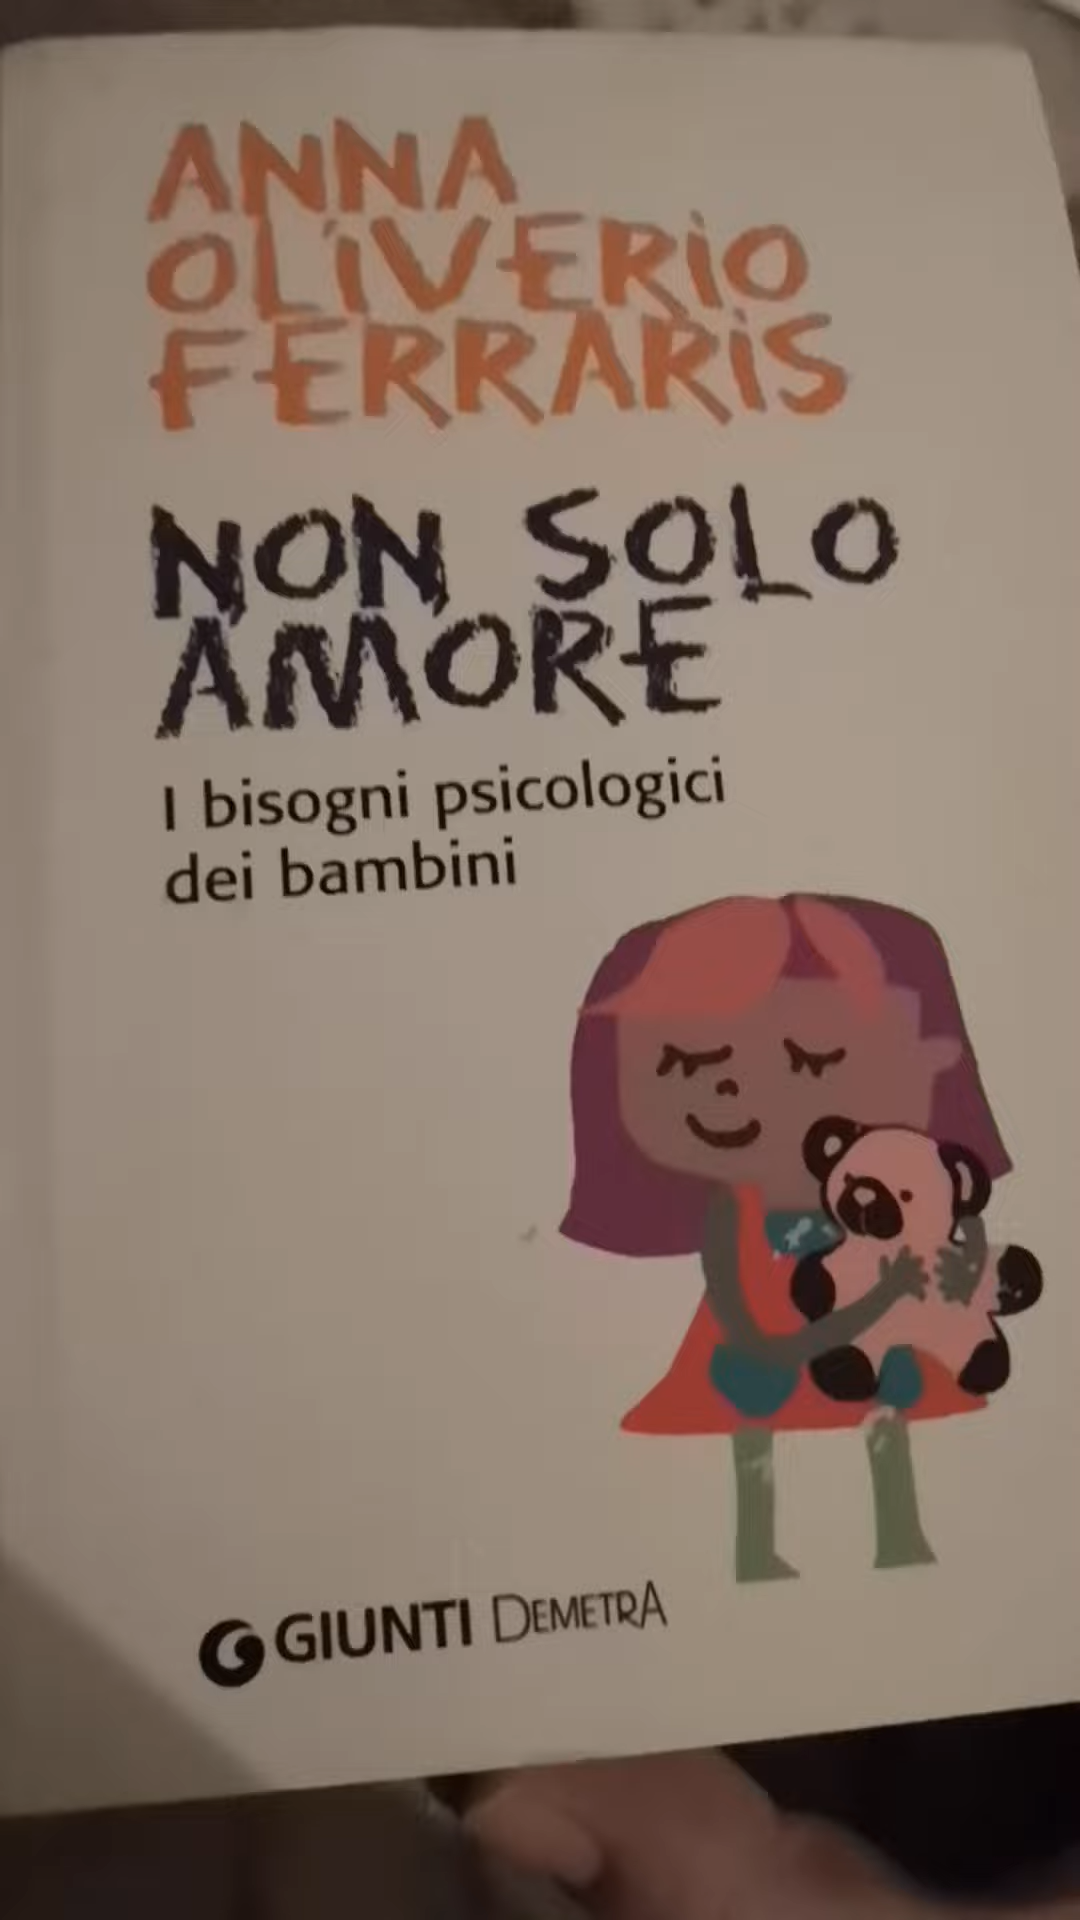 ANNA
OLIVERIO
FERRARIS
NON SOLO
AMORE
I bisogni psicologici
dei bambini
GIUNTI DEMETRA